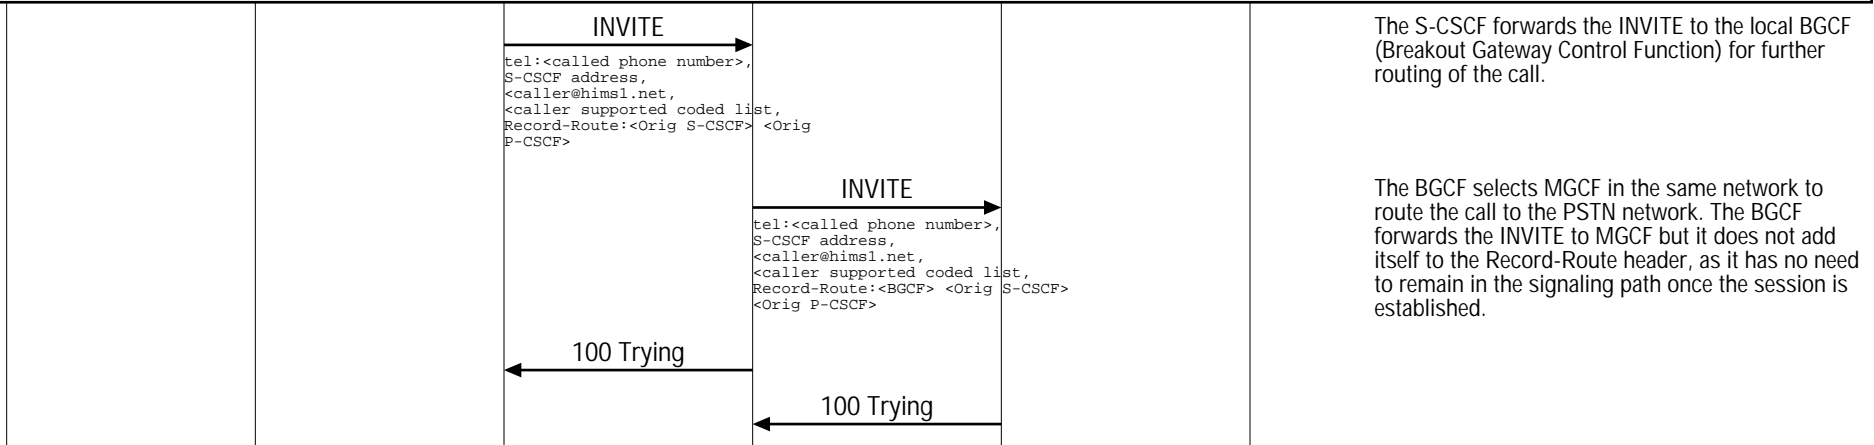 INVITE
tel:<called phone number>,
S-CSCF address,
<caller@hims1.net,
<caller supported coded list,
Record-Route:<Orig S-CSCF> <Orig
P-CSCF>
The S-CSCF forwards the INVITE to the local BGCF
(Breakout Gateway Control Function) for further
routing of the call.
INVITE
tel:<called phone number>,
S-CSCF address,
<caller@hims1.net,
<caller supported coded list,
Record-Route:<BGCF> <Orig S-CSCF>
<Orig P-CSCF>
The BGCF selects MGCF in the same network to
route the call to the PSTN network. The BGCF
forwards the INVITE to MGCF but it does not add
itself to the Record-Route header, as it has no need
to remain in the signaling path once the session is
established.
100 Trying
100 Trying